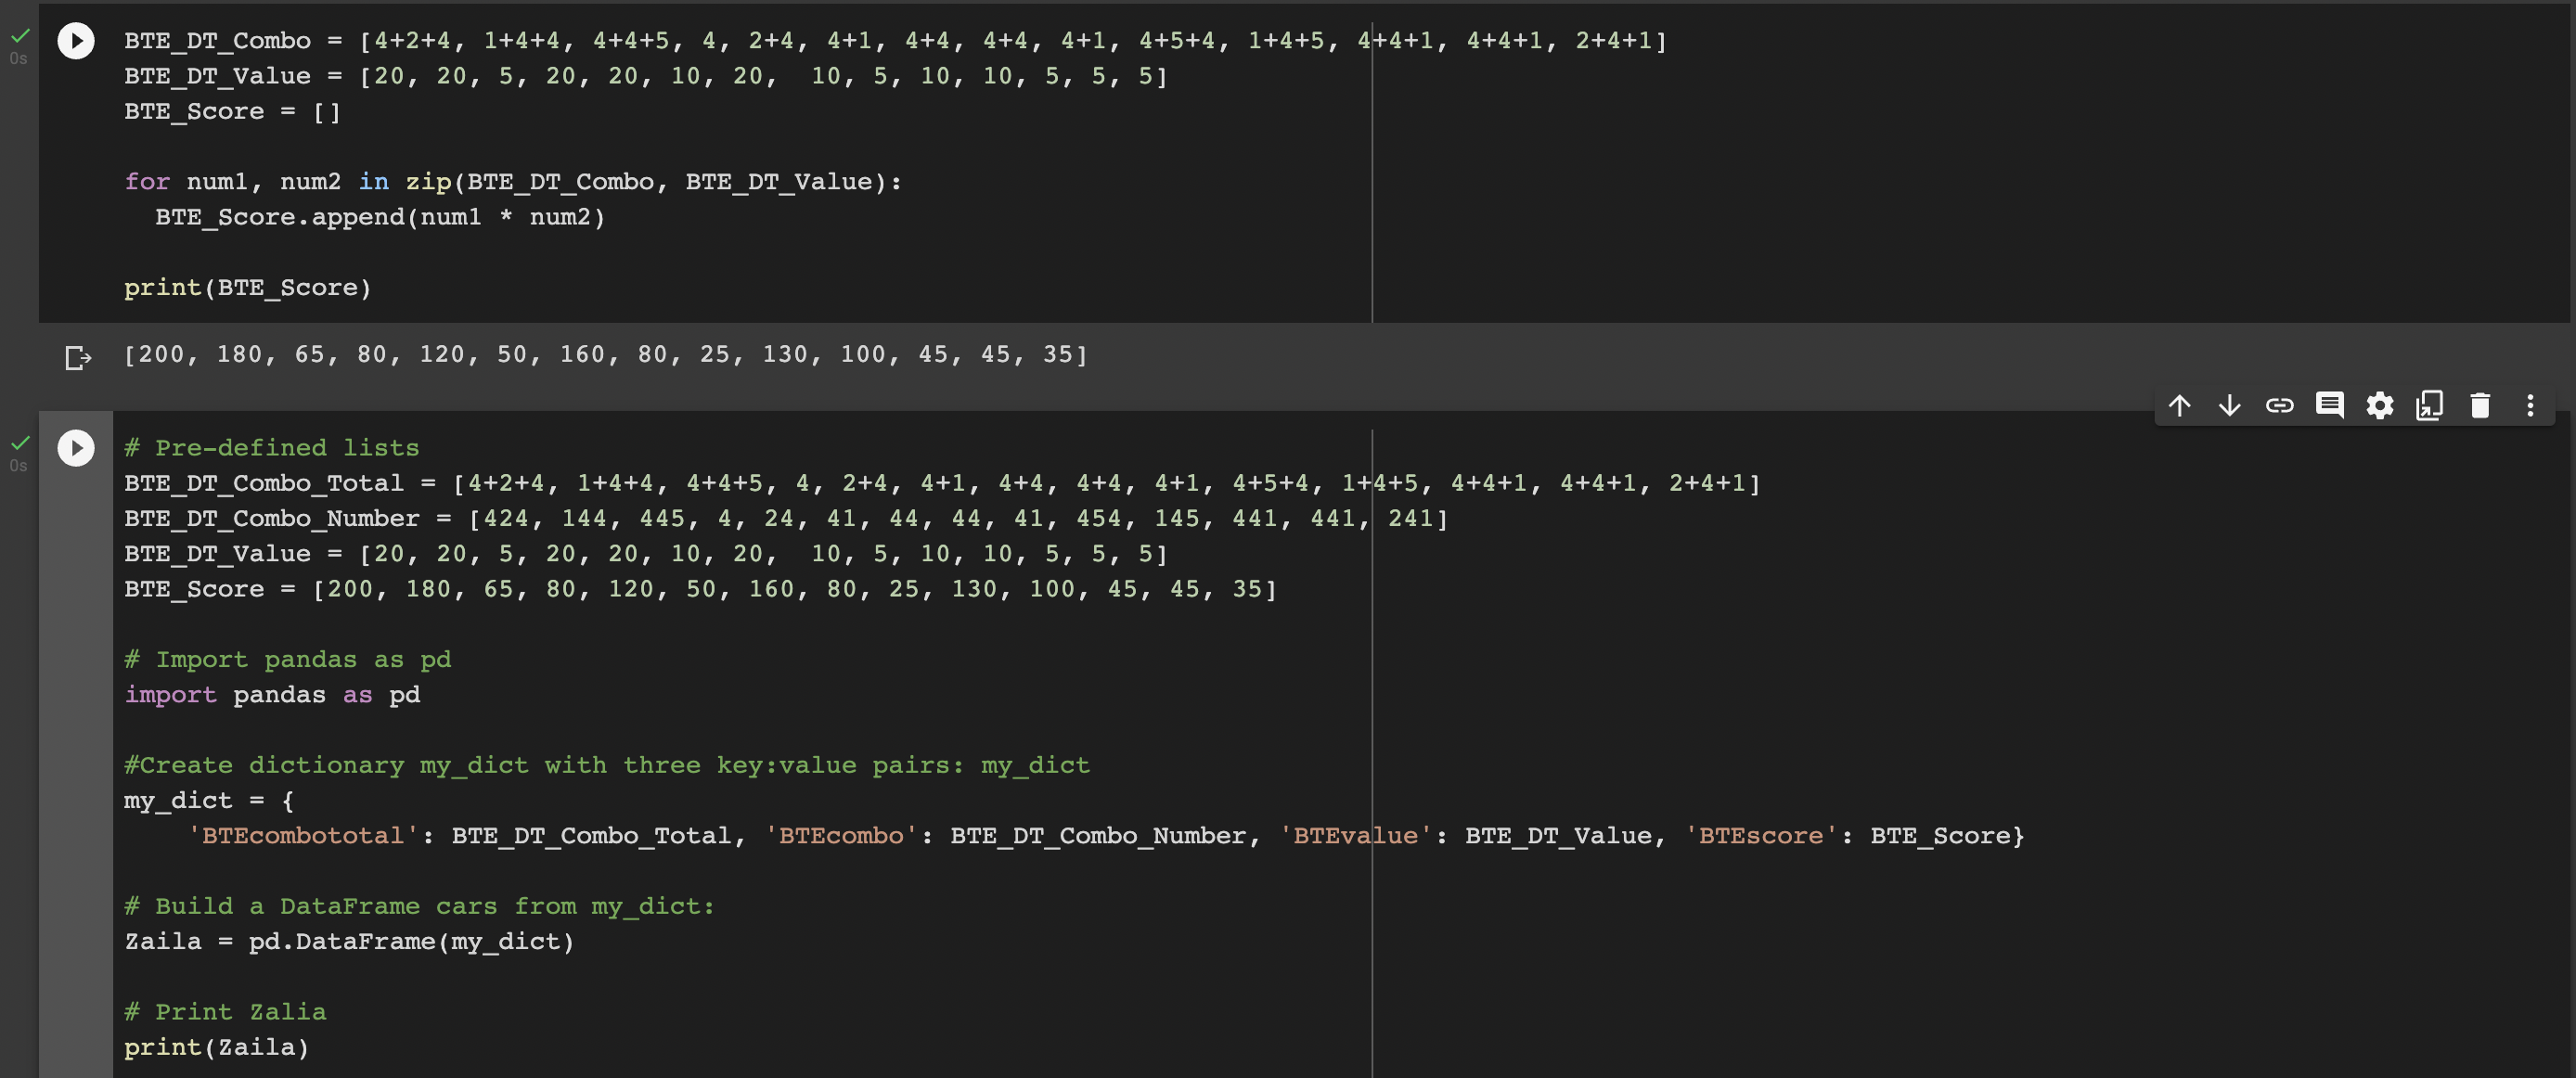 BTE_DT_Combo = [4+2+4, 1+4+4, 4+4+5, 4, 2+4, 4+1, 4+4, 4+4, 4+1, 4+5+4, 1+4+5, 4+4+1, 4+4+1, 2+4+1]
0s
BTE_DT_Value = [20, 20, 5, 20, 20, 10, 20,  10, 5, 10, 10, 5, 5, 5]
BTE_Score = []
for num1, num2 in zip(BTE_DT_Combo, BTE_DT_Value):
  BTE_Score.append(num1 * num2)
print(BTE_Score)
[200, 180, 65, 80, 120, 50, 160, 80, 25, 130, 100, 45, 45, 35]
# Pre-defined lists
0s
BTE_DT_Combo_Total = [4+2+4, 1+4+4, 4+4+5, 4, 2+4, 4+1, 4+4, 4+4, 4+1, 4+5+4, 1+4+5, 4+4+1, 4+4+1, 2+4+1]
BTE_DT_Combo_Number = [424, 144, 445, 4, 24, 41, 44, 44, 41, 454, 145, 441, 441, 241]
BTE_DT_Value = [20, 20, 5, 20, 20, 10, 20,  10, 5, 10, 10, 5, 5, 5]
BTE_Score = [200, 180, 65, 80, 120, 50, 160, 80, 25, 130, 100, 45, 45, 35]
# Import pandas as pd
import pandas as pd
#Create dictionary my_dict with three key:value pairs: my_dict
my_dict = {
    'BTEcombototal': BTE_DT_Combo_Total, 'BTEcombo': BTE_DT_Combo_Number, 'BTEvalue': BTE_DT_Value, 'BTEscore': BTE_Score}
# Build a DataFrame cars from my_dict:
Zaila = pd.DataFrame(my_dict)
# Print Zalia
print(Zaila)